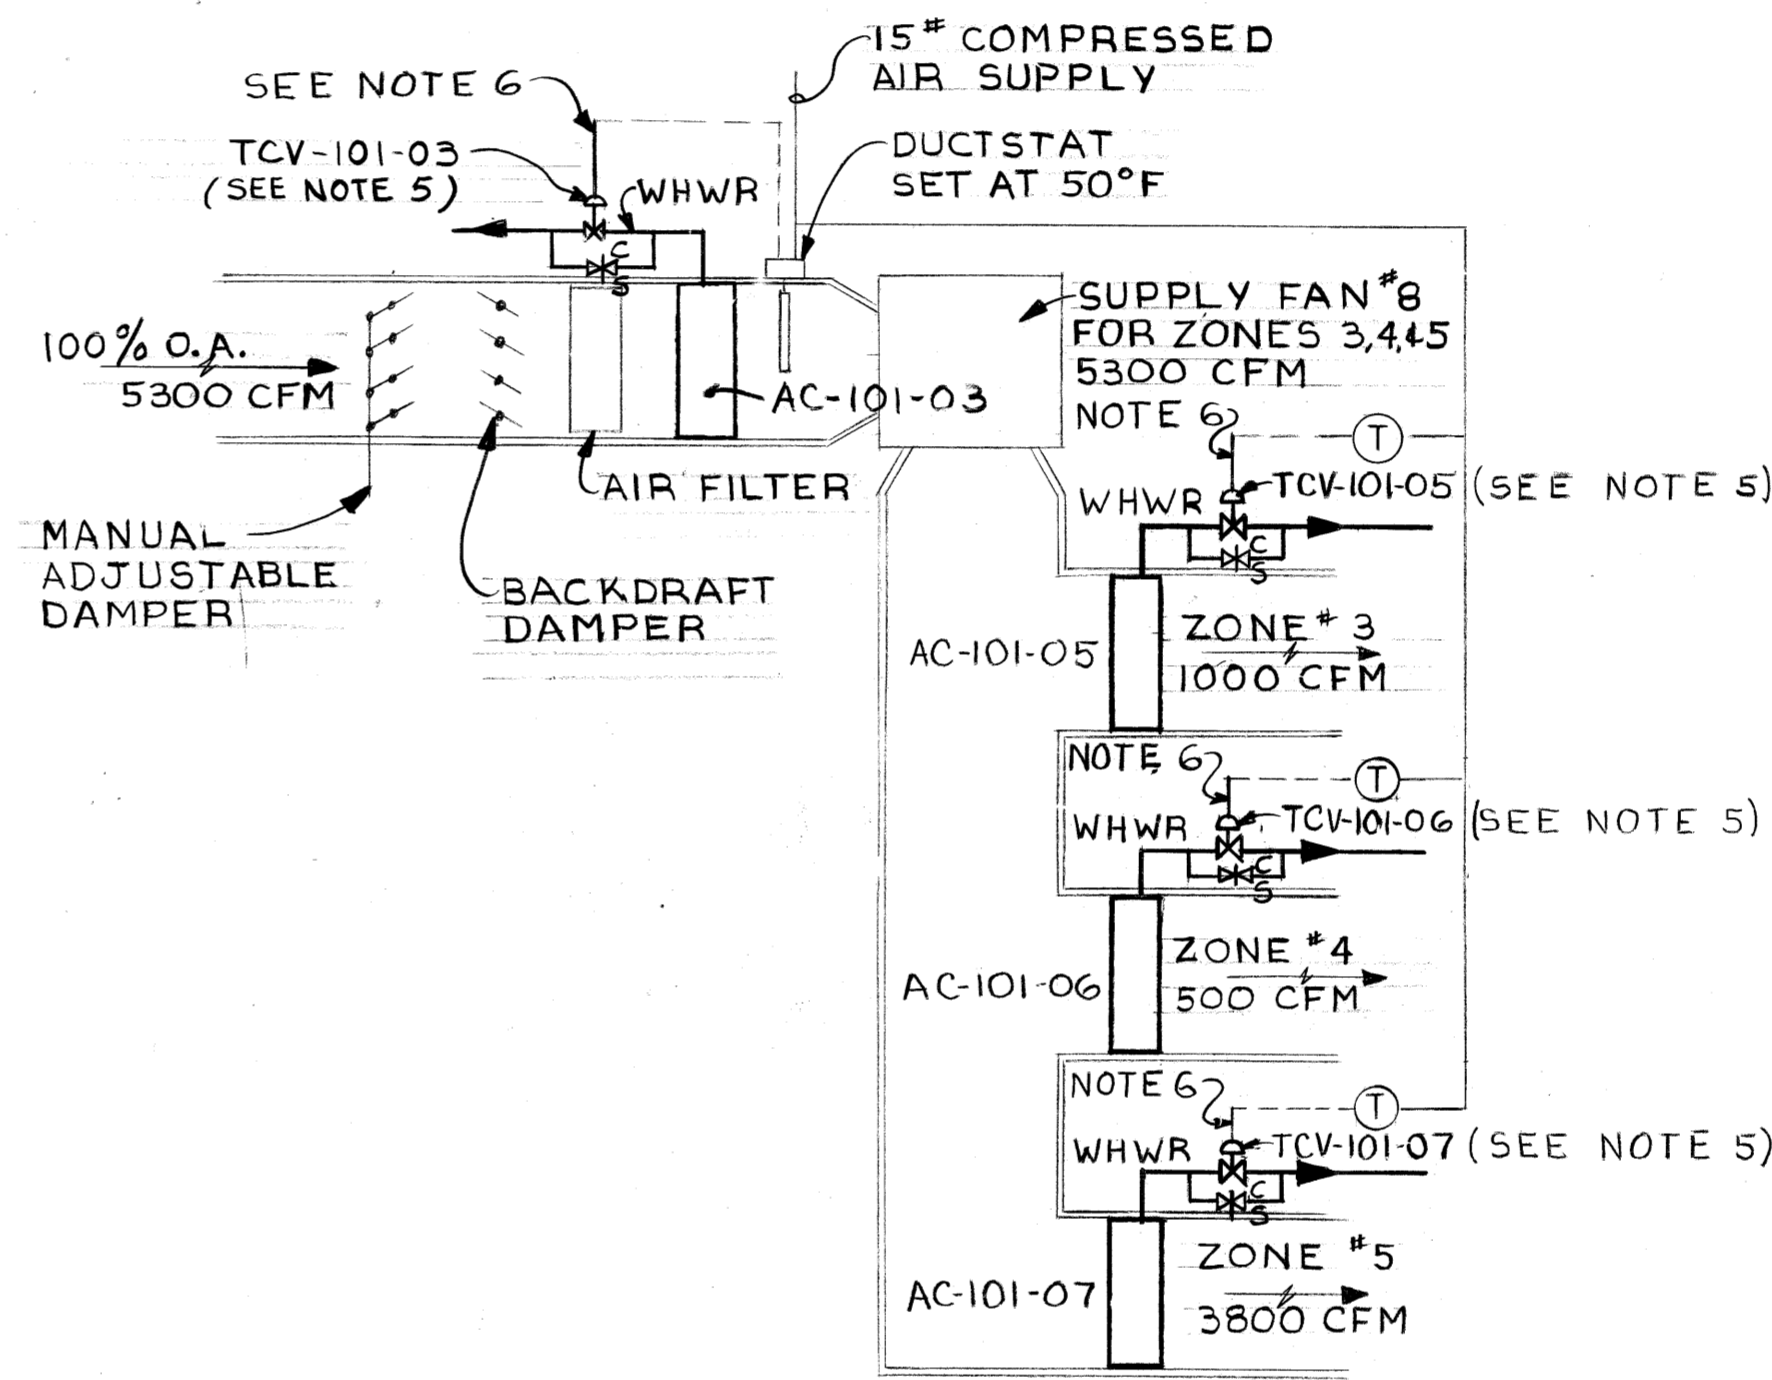 15# COMPRESSED
AIR SUPPLY
SEE NOTE 6
TCV-101-03
(SEE NOTE 5)
WHWR
DUCTSTAT
SET AT 50°F
C
S
100% O.A.
5300 CFM
AC-101-03
SUPPLY FAN #8
FOR ZONES 3,4,&5
5300 CFM
AIR FILTER
MANUAL
ADJUSTABLE
DAMPER
BACKDRAFT
DAMPER
NOTE 6
T
TCV-101-05 (SEE NOTE 5)
WHWR
C
S
AC-101-05
ZONE # 3
1000 CFM
NOTE 6
T
TCV-101-06 (SEE NOTE 5)
WHWR
C
S
AC-101-06
ZONE #4
500 CFM
NOTE 6
T
TCV-101-07 (SEE NOTE 5)
WHWR
C
S
AC-101-07
ZONE #5
3800 CFM